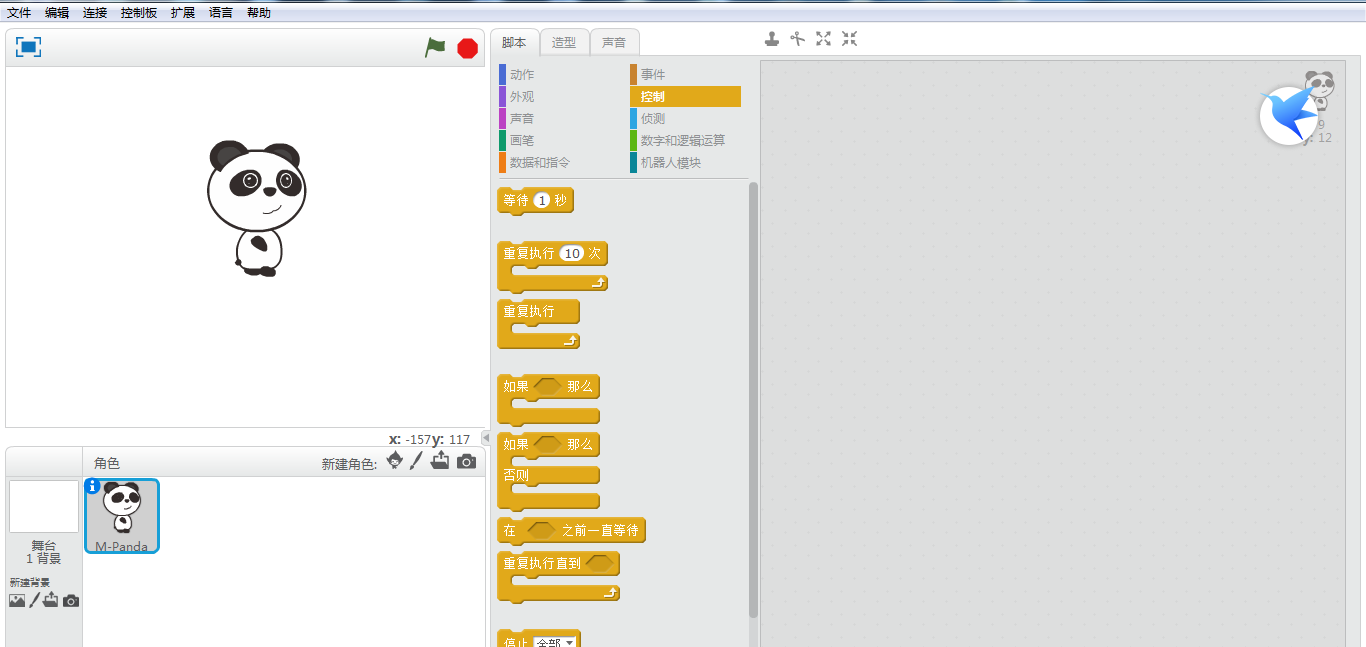 文件 编辑 连接 控制板 扩展 语言 帮助
脚本 造型 声音
动作 事件
外观 控制
声音 侦测
画笔 数字和逻辑运算
数据和指令 机器人模块
等待 1 秒
重复执行 10 次
重复执行
如果 那么
如果 那么
否则
在 之前一直等待
重复执行直到
停止 全部
x: -157 y: 117
角色 新建角色:
M-Panda
舞台
1 背景
新建背景
9
y: 12